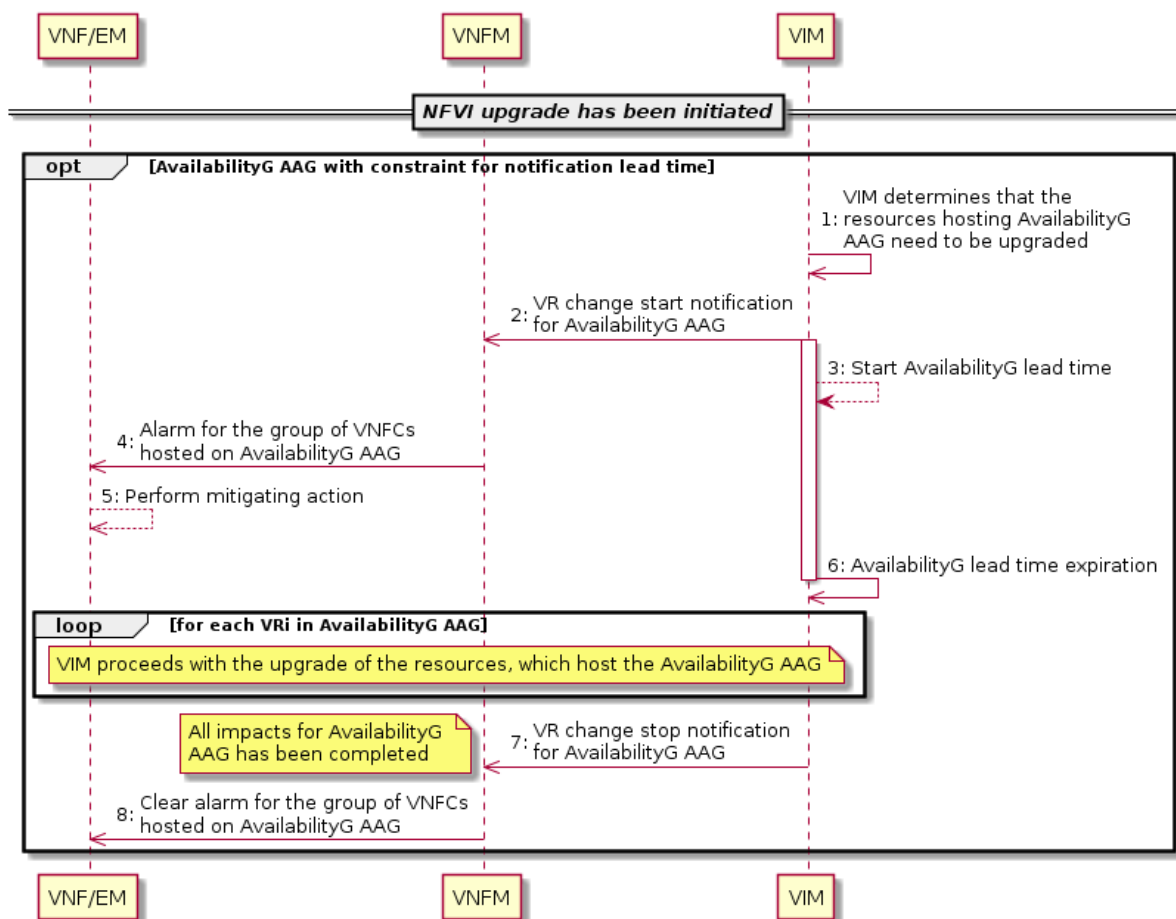 VNF/EM
VNFM
VIM
NFVI upgrade has been initiated
opt
[AvailabilityG AAG with constraint for notification lead time]
VIM determines that the
1: resources hosting AvailabilityG
AAG need to be upgraded
VR change start notification
2: for AvailabilityG AAG
3: Start AvailabilityG lead time
Alarm for the group of VNFCs
4: hosted on AvailabilityG AAG
5: Perform mitigating action
6: AvailabilityG lead time expiration
loop
[for each VRi in AvailabilityG AAG]
VIM proceeds with the upgrade of the resources, which host the AvailabilityG AAG
All impacts for AvailabilityG
AAG has been completed
VR change stop notification
7: for AvailabilityG AAG
Clear alarm for the group of VNFCs
8: hosted on AvailabilityG AAG
VNF/EM
VNFM
VIM